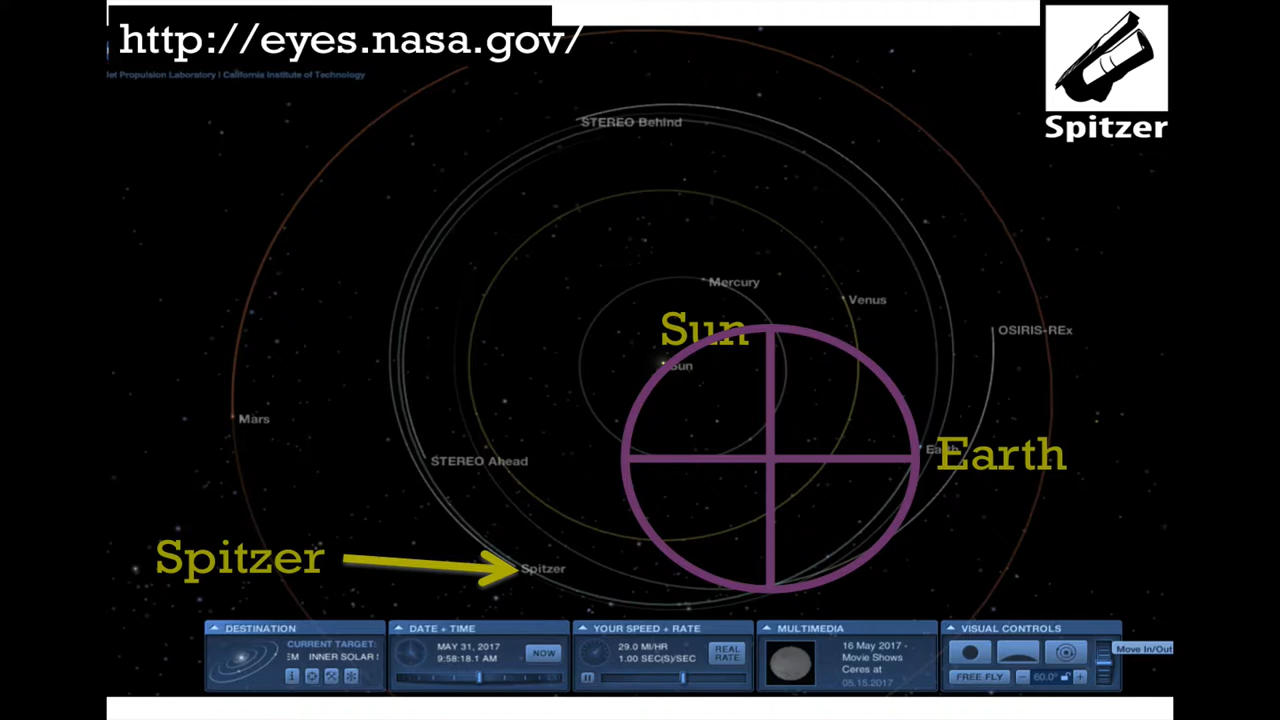 http://eyes.nasa.gov/
Jet Propulsion Laboratory | California Institute of Technology
Spitzer
STEREO Behind
Mercury
Venus
Sun
OSIRIS-REx
Sun
Mars
Earth
Earth
STEREO Ahead
Spitzer
Spitzer
DESTINATION
CURRENT TARGET:
INNER SOLAR
DATE + TIME
MAY 31, 2017
9:58:18.1 AM
NOW
YOUR SPEED + RATE
29.0 MI/HR
1.00 SEC(S)/SEC
REAL
RATE
MULTIMEDIA
16 May 2017 -
Movie Shows
Ceres at
05.15.2017
VISUAL CONTROLS
Move In/Out
FREE FLY
60.0°